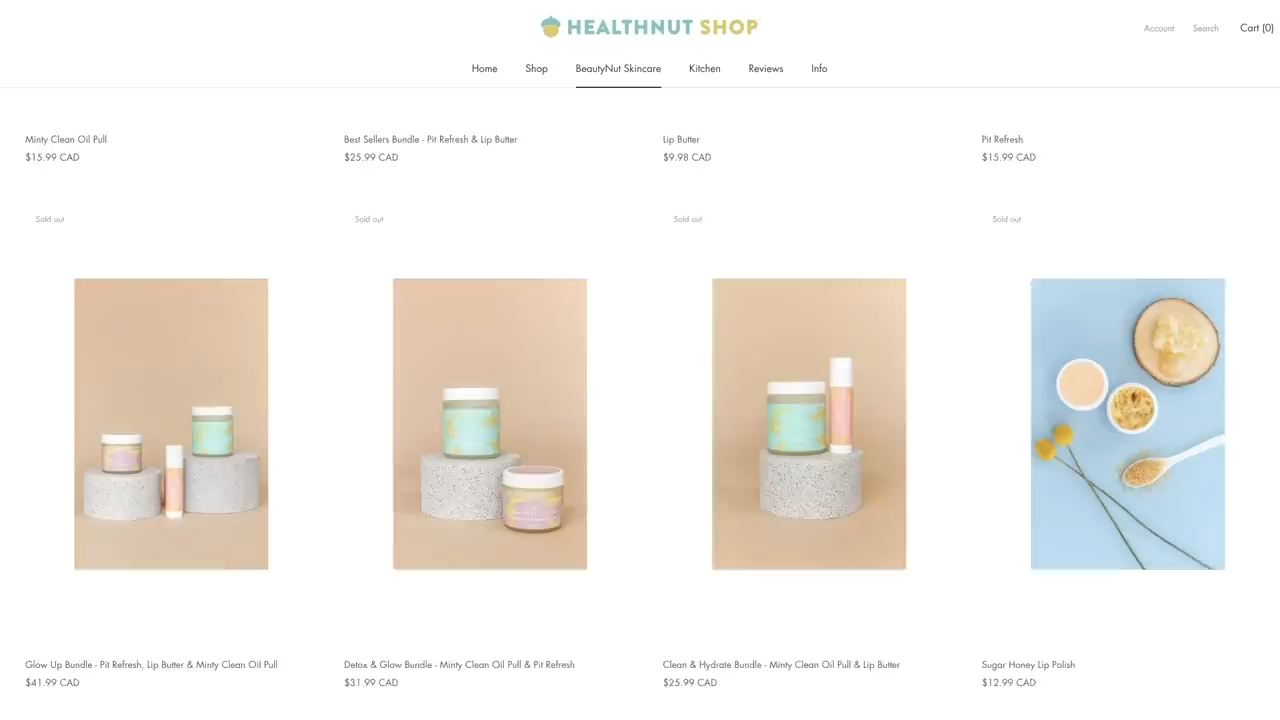 HEALTHNUT SHOP
Account
Search
Cart (0)
Home
Shop
BeautyNut Skincare
Kitchen
Reviews
Info
Minty Clean Oil Pull
$15.99 CAD
Best Sellers Bundle - Pit Refresh & Lip Butter
$25.99 CAD
Lip Butter
$9.98 CAD
Pit Refresh
$15.99 CAD
Sold out
Sold out
Sold out
Sold out
Glow Up Bundle - Pit Refresh, Lip Butter & Minty Clean Oil Pull
$41.99 CAD
Detox & Glow Bundle - Minty Clean Oil Pull & Pit Refresh
$31.99 CAD
Clean & Hydrate Bundle - Minty Clean Oil Pull & Lip Butter
$25.99 CAD
Sugar Honey Lip Polish
$12.99 CAD